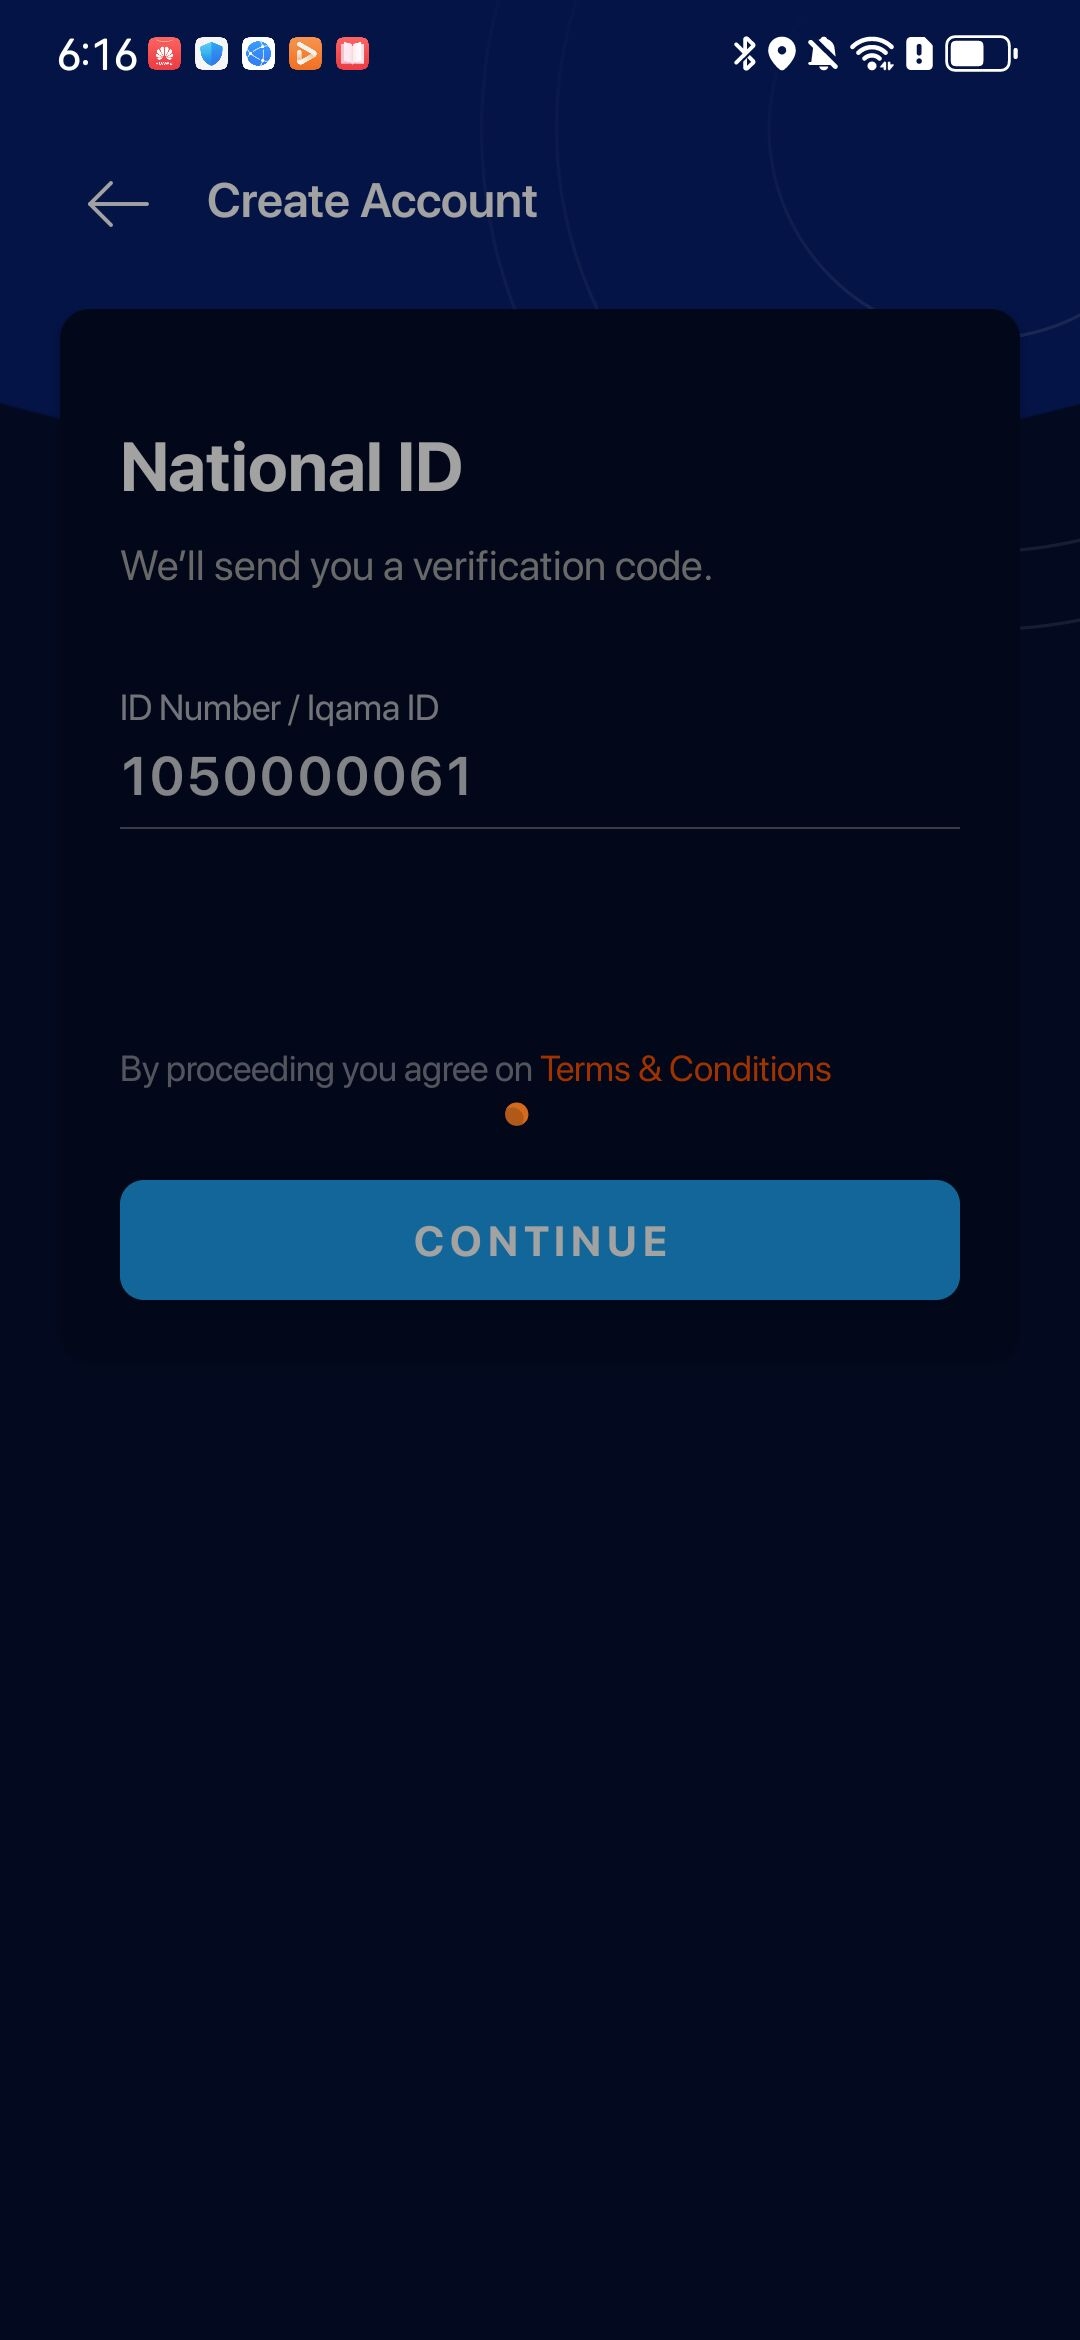 6:16
Create Account
National ID
We’ll send you a verification code.
ID Number / Iqama ID
1050000061
By proceeding you agree on Terms & Conditions
CONTINUE